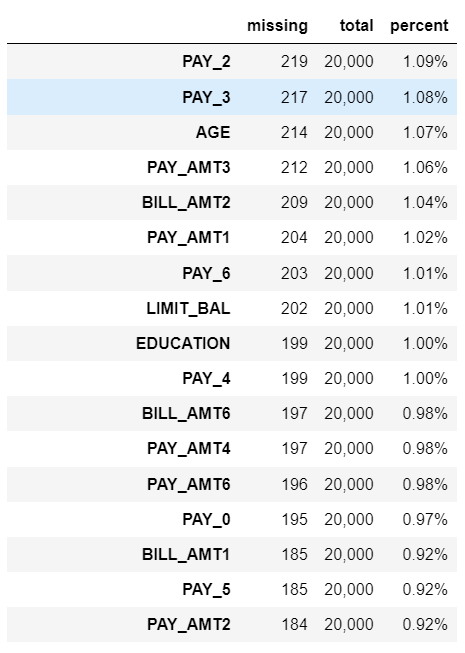 missing total percent
PAY_2 219 20,000 1.09%
PAY_3 217 20,000 1.08%
AGE 214 20,000 1.07%
PAY_AMT3 212 20,000 1.06%
BILL_AMT2 209 20,000 1.04%
PAY_AMT1 204 20,000 1.02%
PAY_6 203 20,000 1.01%
LIMIT_BAL 202 20,000 1.01%
EDUCATION 199 20,000 1.00%
PAY_4 199 20,000 1.00%
BILL_AMT6 197 20,000 0.98%
PAY_AMT4 197 20,000 0.98%
PAY_AMT6 196 20,000 0.98%
PAY_0 195 20,000 0.97%
BILL_AMT1 185 20,000 0.92%
PAY_5 185 20,000 0.92%
PAY_AMT2 184 20,000 0.92%